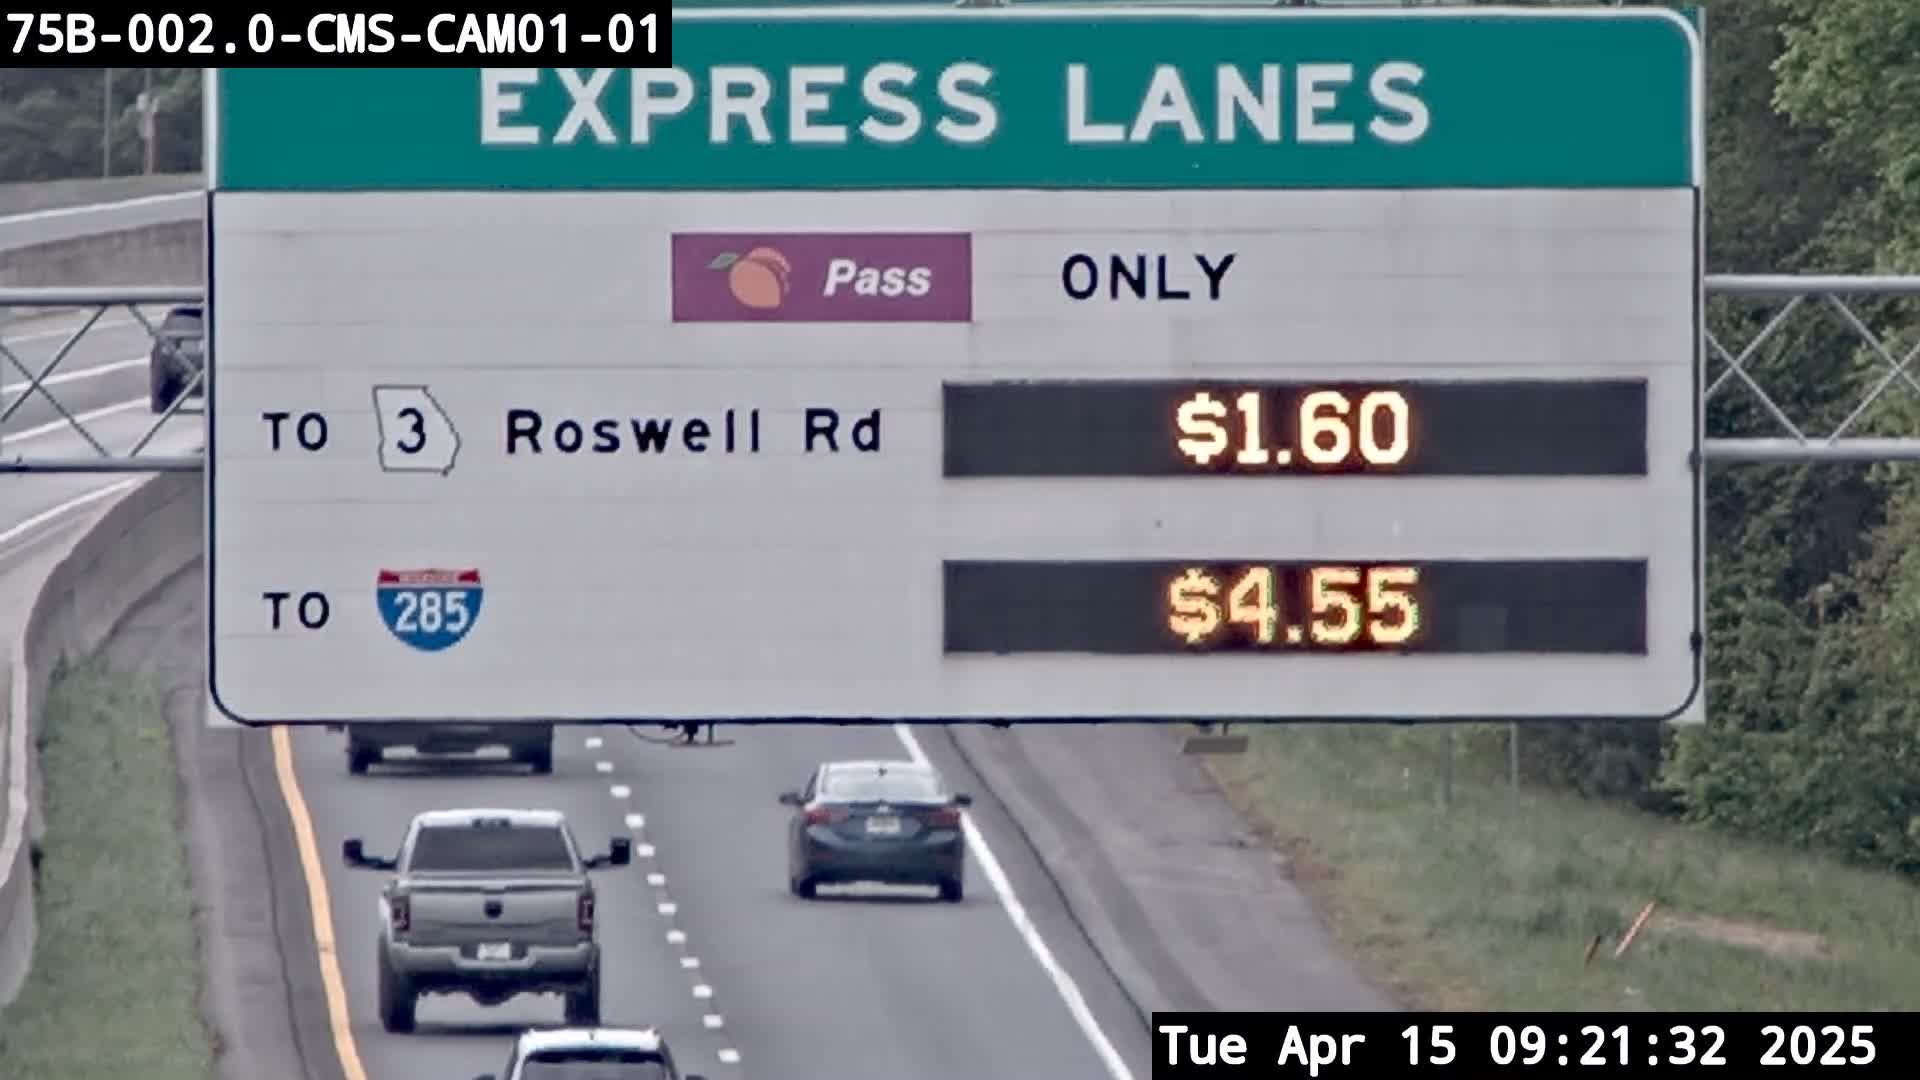 75B-002.0-CMS-CAM01-01
EXPRESS LANES
Pass ONLY
TO 3 Roswell Rd $1.60
TO 285 $4.55
Tue Apr 15 09:21:32 2025